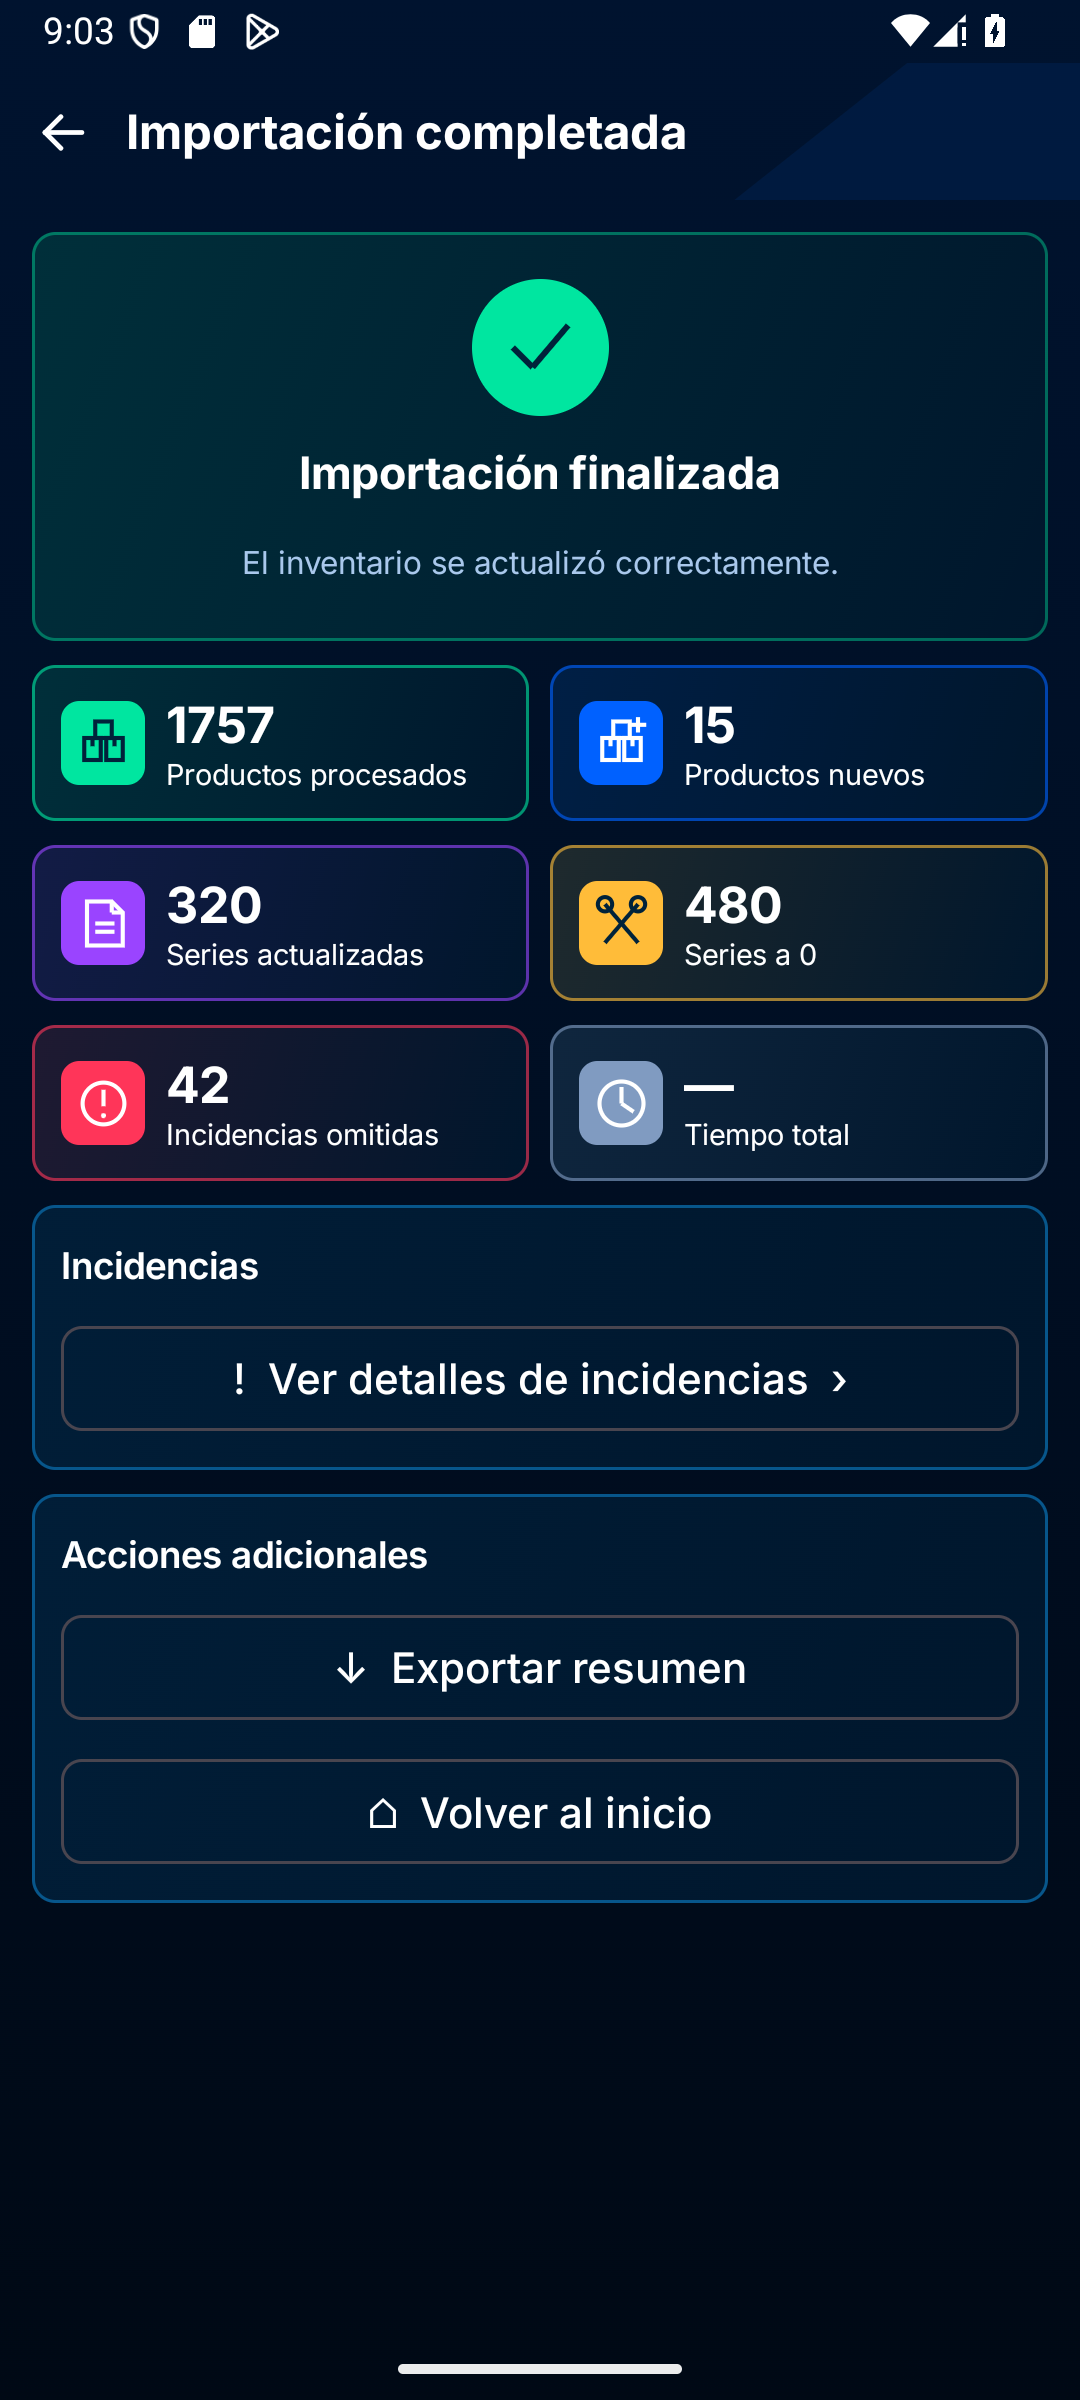 9:03
Importación completada
Importación finalizada
El inventario se actualizó correctamente.
1757
Productos procesados
15
Productos nuevos
320
Series actualizadas
480
Series a 0
42
Incidencias omitidas
—
Tiempo total
Incidencias
! Ver detalles de incidencias ›
Acciones adicionales
↓ Exportar resumen
⌂ Volver al inicio